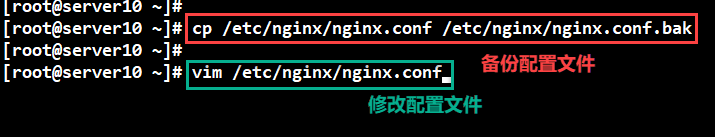 [root@server10 ~]#
[root@server10 ~]# cp /etc/nginx/nginx.conf /etc/nginx/nginx.conf.bak
[root@server10 ~]#
备份配置文件
[root@server10 ~]# vim /etc/nginx/nginx.conf
修改配置文件